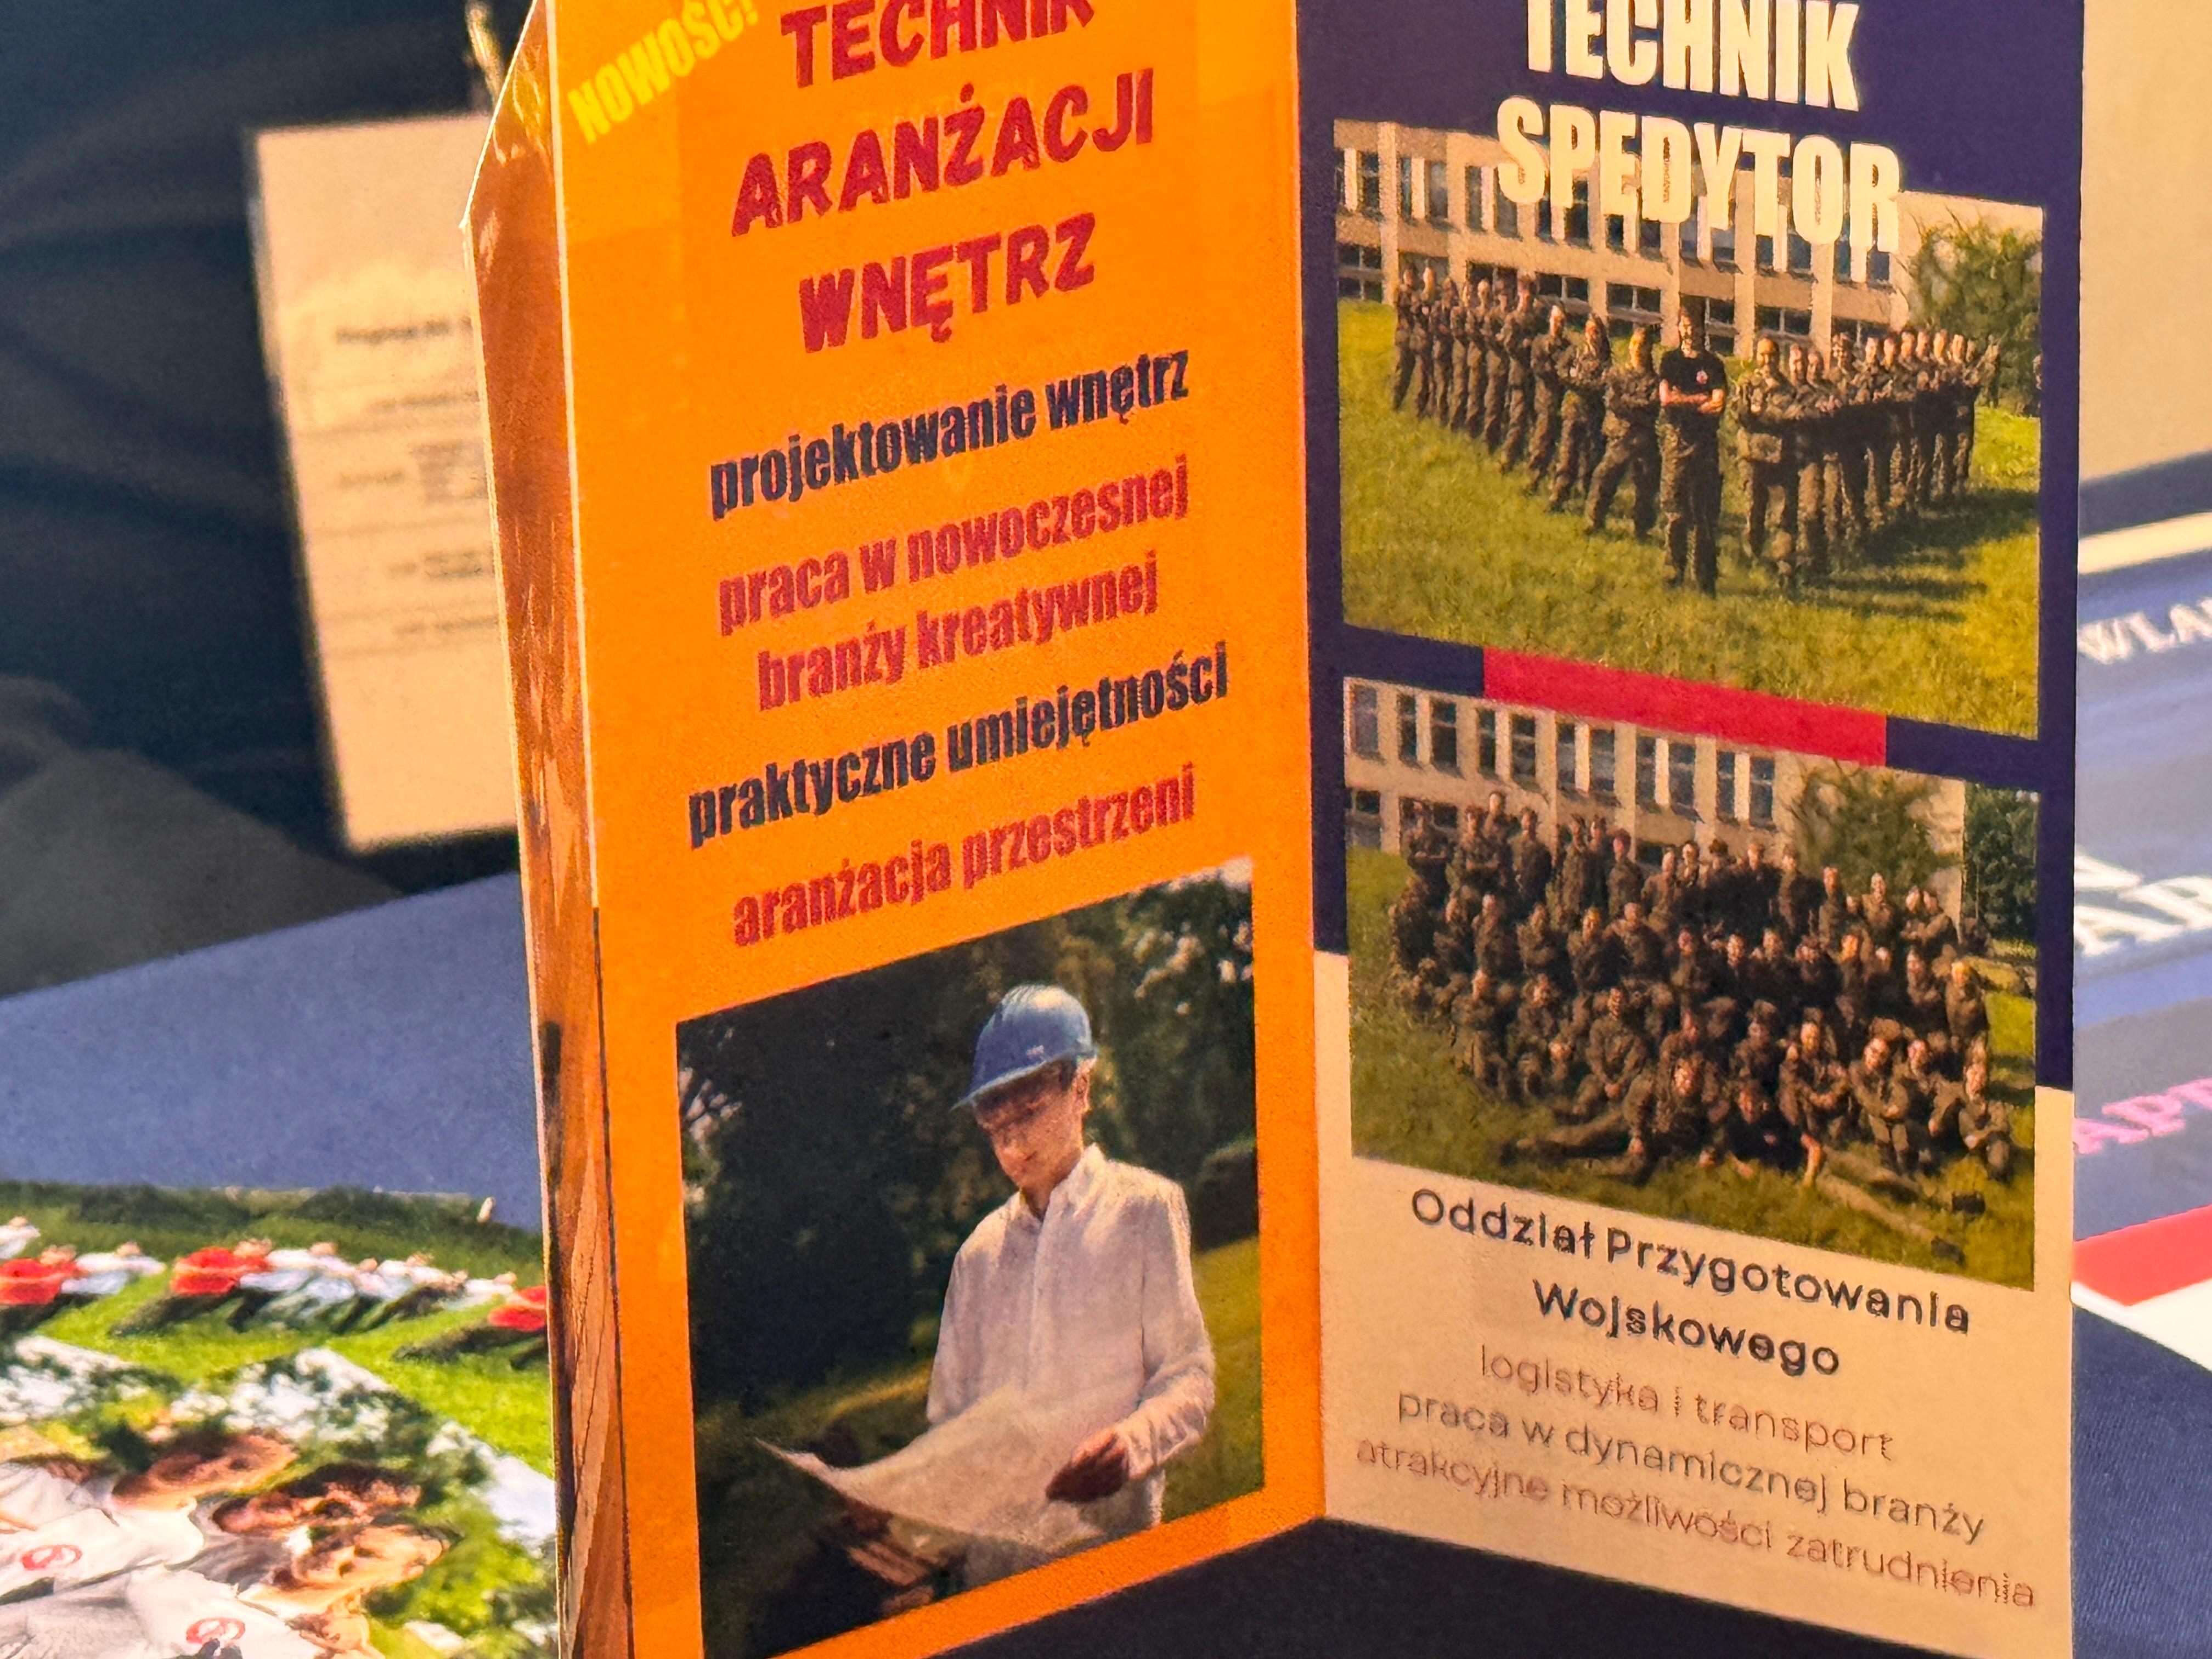 NOWOŚĆ!
TECHNIK
ARANŻACJI
WNĘTRZ
projektowanie wnętrz
praca w nowoczesnej
branży kreatywnej
praktyczne umiejętności
aranżacja przestrzeni
TECHNIK
SPEDYTOR
Oddział Przygotowania
Wojskowego
logistyka i transport
praca w dynamicznej branży
atrakcyjne możliwości zatrudnienia